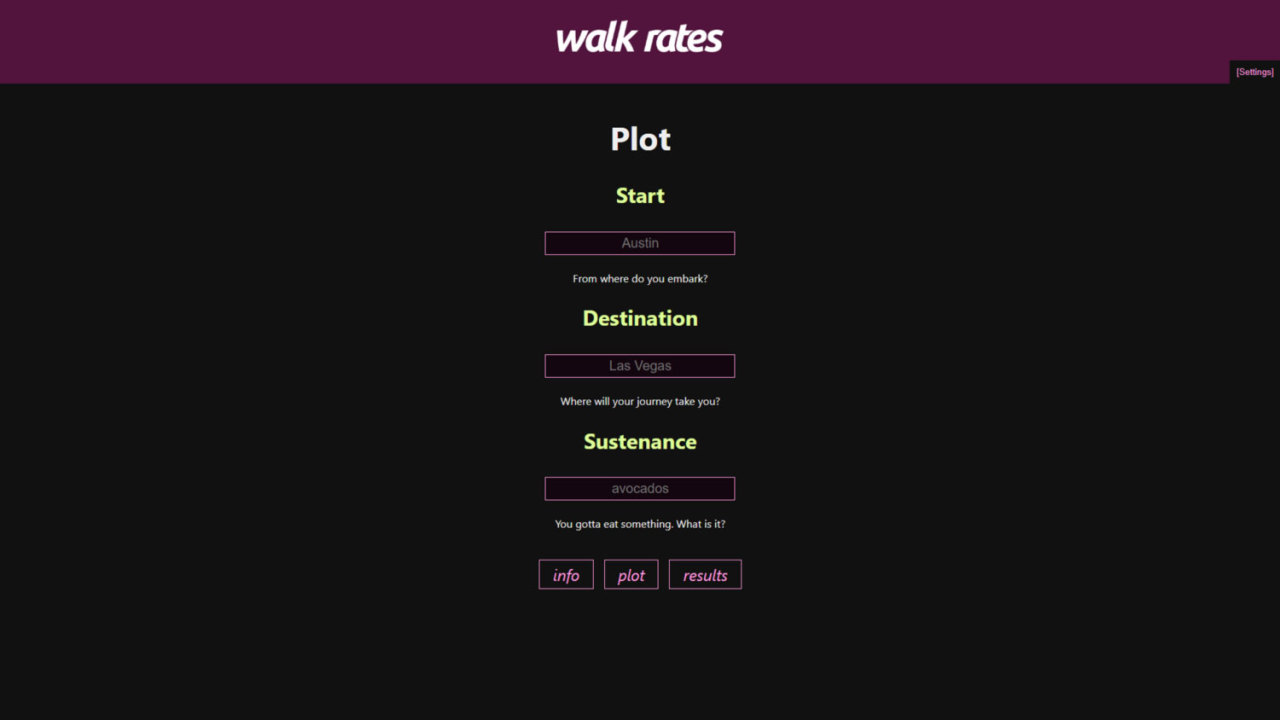 walk rates
[Settings]
Plot
Start
Austin
From where do you embark?
Destination
Las Vegas
Where will your journey take you?
Sustenance
avocados
You gotta eat something. What is it?
info plot results